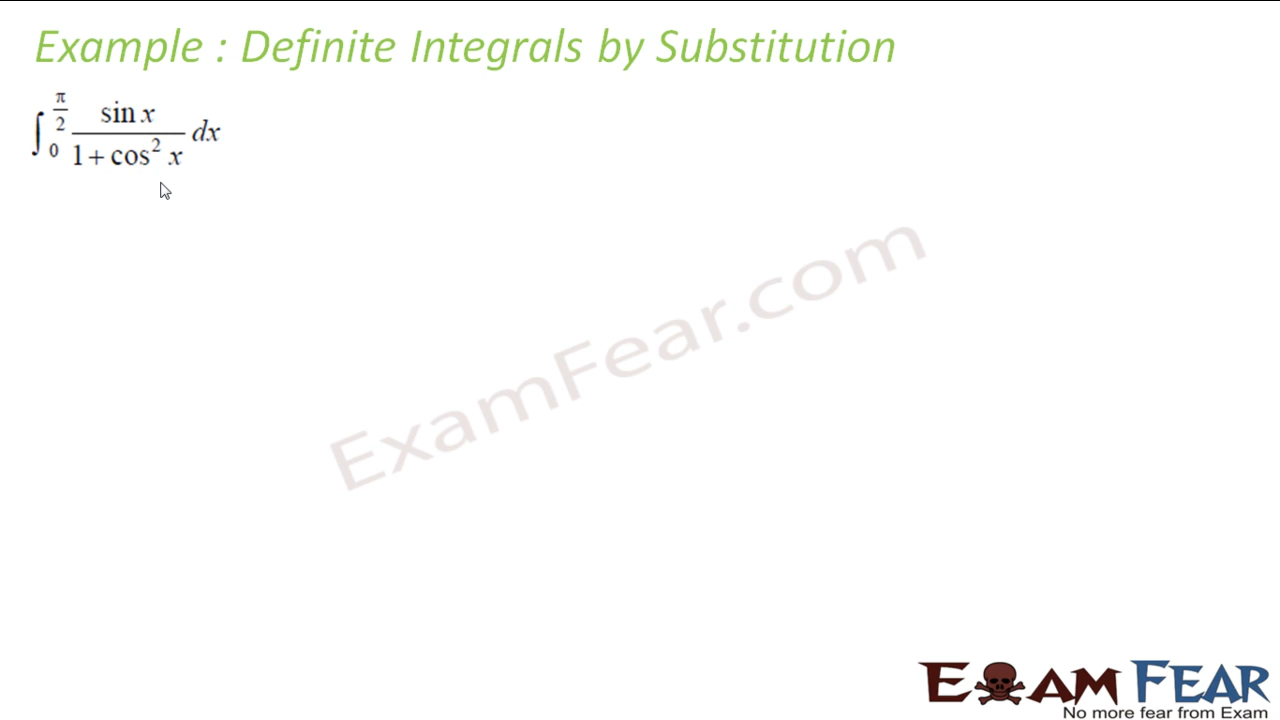 Example : Definite Integrals by Substitution
∫₀^(π/2) sin x / (1 + cos² x) dx
ExamFear.com
EXAM FEAR
No more fear from Exam